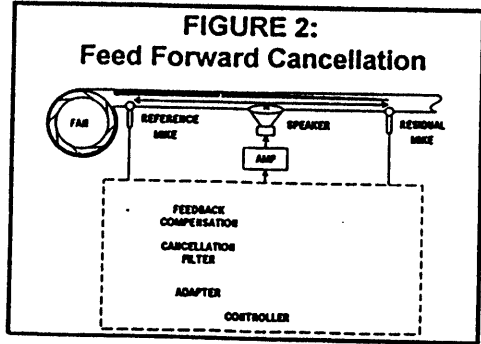 FIGURE 2:
Feed Forward Cancellation
FAN
REFERENCE
MIKE
SPEAKER
RESIDUAL
MIKE
AMP
FEEDBACK
COMPENSATION
CANCELLATION
FILTER
ADAPTER
CONTROLLER